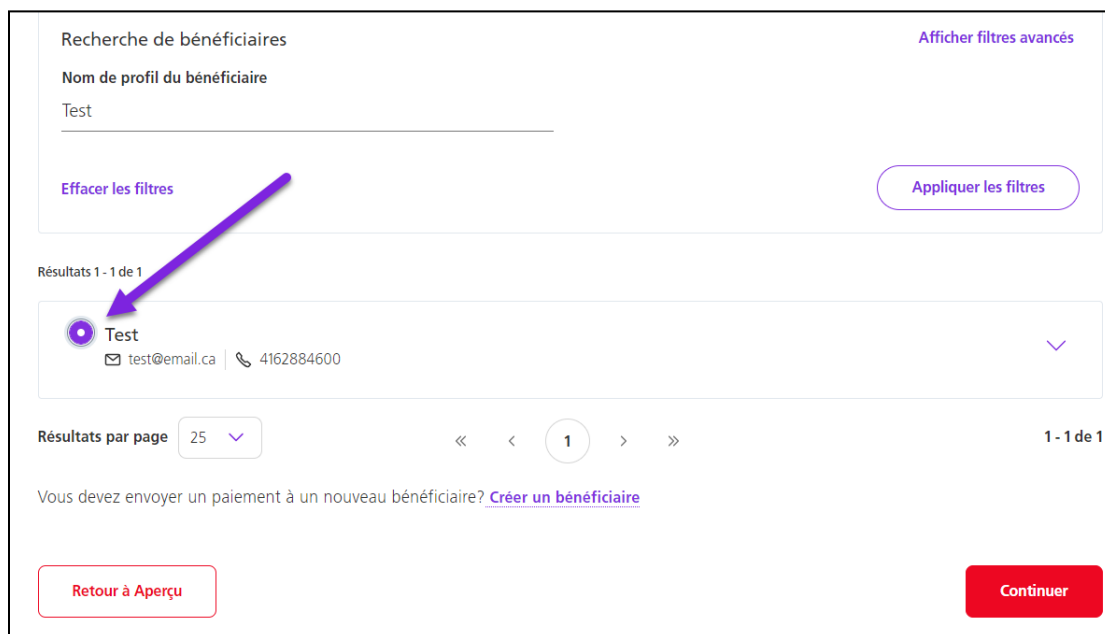 Recherche de bénéficiaires
Afficher filtres avancés
Nom de profil du bénéficiaire
Test
Effacer les filtres
Appliquer les filtres
Résultats 1 - 1 de 1
Test
test@email.ca 4162884600
Résultats par page 25 « < 1 > » 1 - 1 de 1
Vous devez envoyer un paiement à un nouveau bénéficiaire? Créer un bénéficiaire
Retour à Aperçu
Continuer